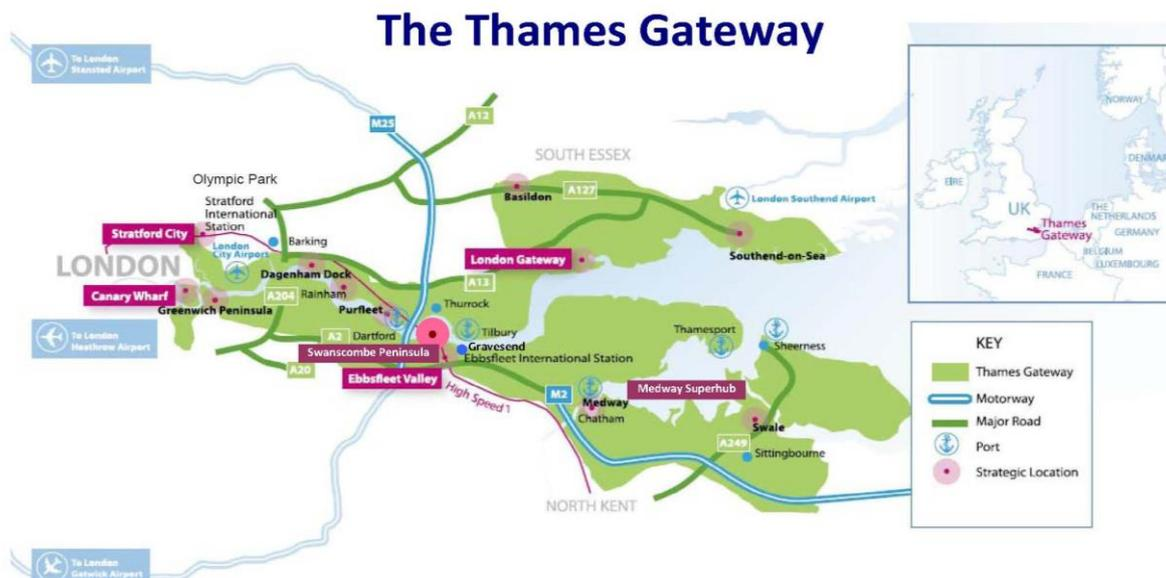 The Thames Gateway
To London
Stansted Airport
M25
A12
SOUTH ESSEX
Olympic Park
Stratford
International
Station
Basildon
A127
London Southend Airport
Stratford City
London
City Airport
Barking
LONDON
Dagenham Dock
London Gateway
Southend-on-Sea
Canary Wharf
Rainham
A13
Greenwich Peninsula
A204
Purfleet
Thurrock
To London
Heathrow Airport
A2
Dartford
Tilbury
Gravesend
Thamesport
Sheerness
Swanscombe Peninsula
Ebbsfleet International Station
A20
Ebbsfleet Valley
High Speed 1
M2
Medway
Chatham
Medway Superhub
Swale
A249
Sittingbourne
NORTH KENT
To London
Gatwick Airport
NORWAY
DENMAR
EIRE
UK
THE
NETHERLANDS
Thames
Gateway
GERMANY
BELGIUM
LUXEMBOURG
FRANCE
KEY
Thames Gateway
Motorway
Major Road
Port
Strategic Location